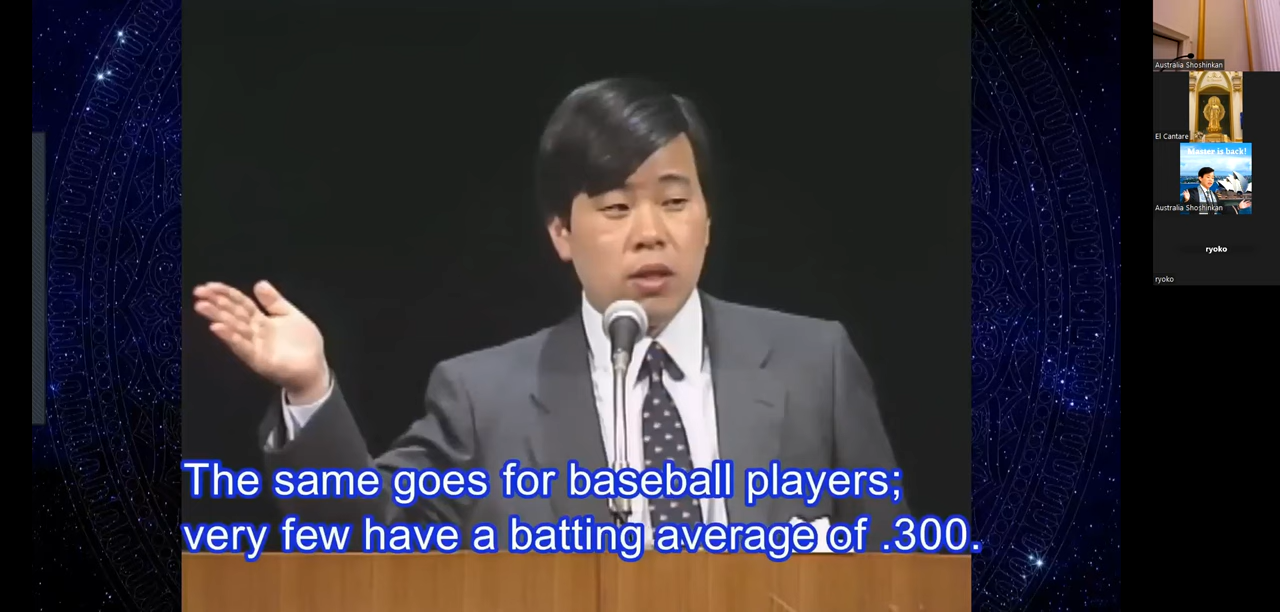 The same goes for baseball players;
very few have a batting average of .300.
Australia Shoshinkan
El Cantare
Master is back!
Australia Shoshinkan
ryoko
ryoko